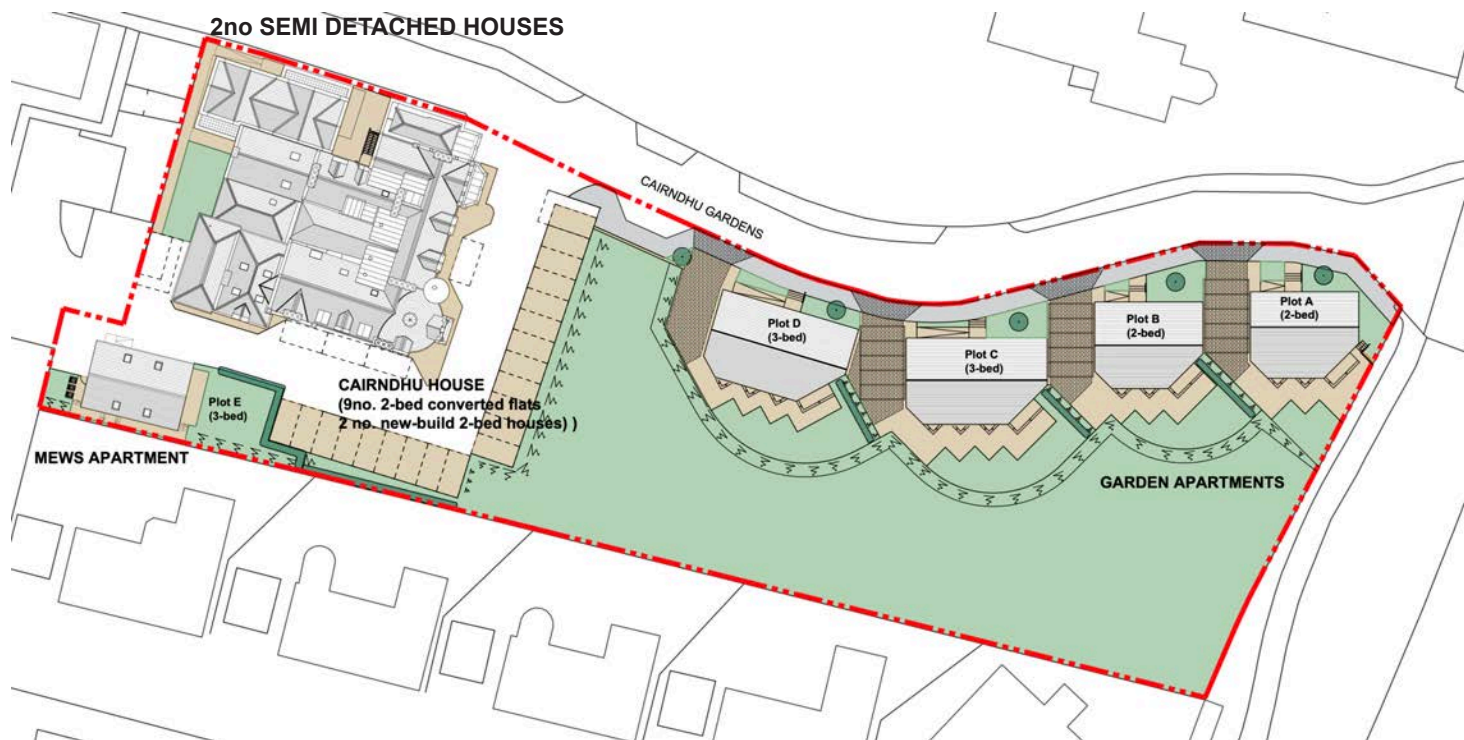 2no SEMI DETACHED HOUSES
CAIRNDHU GARDENS
Plot A
(2-bed)
Plot B
(2-bed)
Plot C
(3-bed)
Plot D
(3-bed)
CAIRNDHU HOUSE
(9no. 2-bed converted flats
2 no. new-build 2-bed houses) )
Plot E
(3-bed)
MEWS APARTMENT
GARDEN APARTMENTS